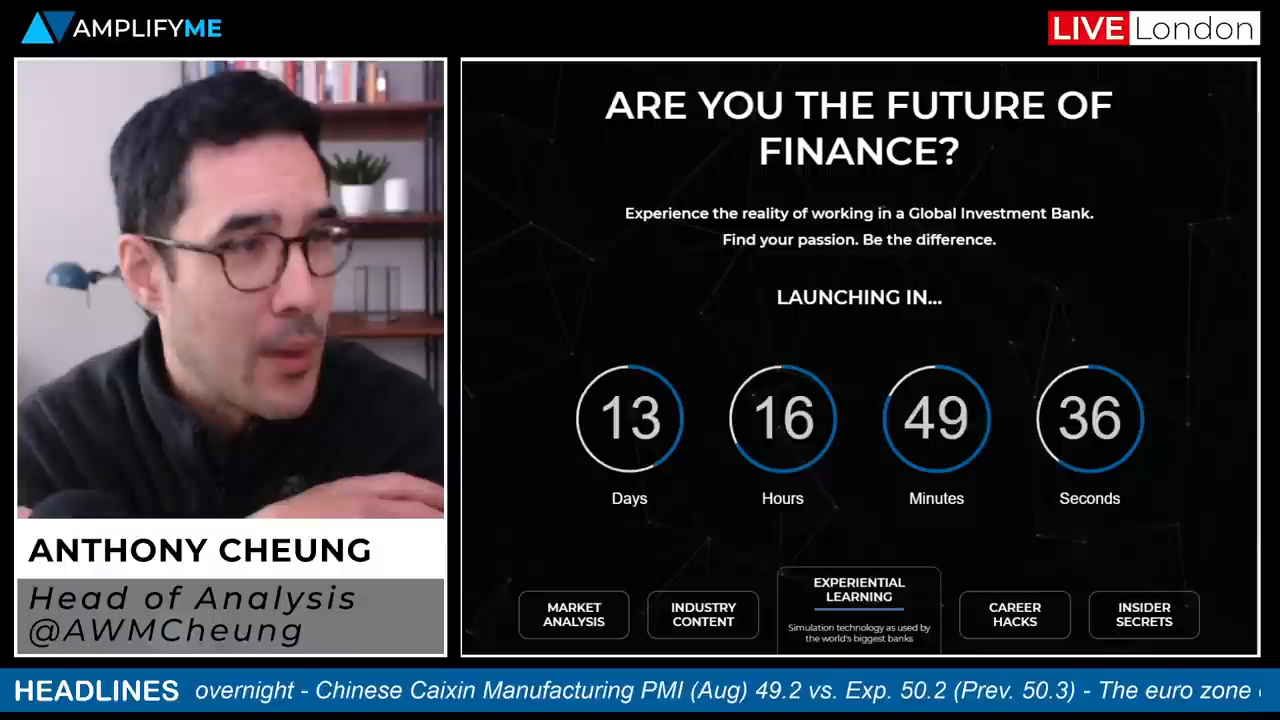 AMPLIFYME
LIVE London
ARE YOU THE FUTURE OF
FINANCE?
Experience the reality of working in a Global Investment Bank.
Find your passion. Be the difference.
LAUNCHING IN...
13 16 49 36
Days Hours Minutes Seconds
MARKET
ANALYSIS
INDUSTRY
CONTENT
EXPERIENTIAL
LEARNING
Simulation technology as used by
the world's biggest banks
CAREER
HACKS
INSIDER
SECRETS
ANTHONY CHEUNG
Head of Analysis
@AWMCheung
HEADLINES overnight - Chinese Caixin Manufacturing PMI (Aug) 49.2 vs. Exp. 50.2 (Prev. 50.3) - The euro zone